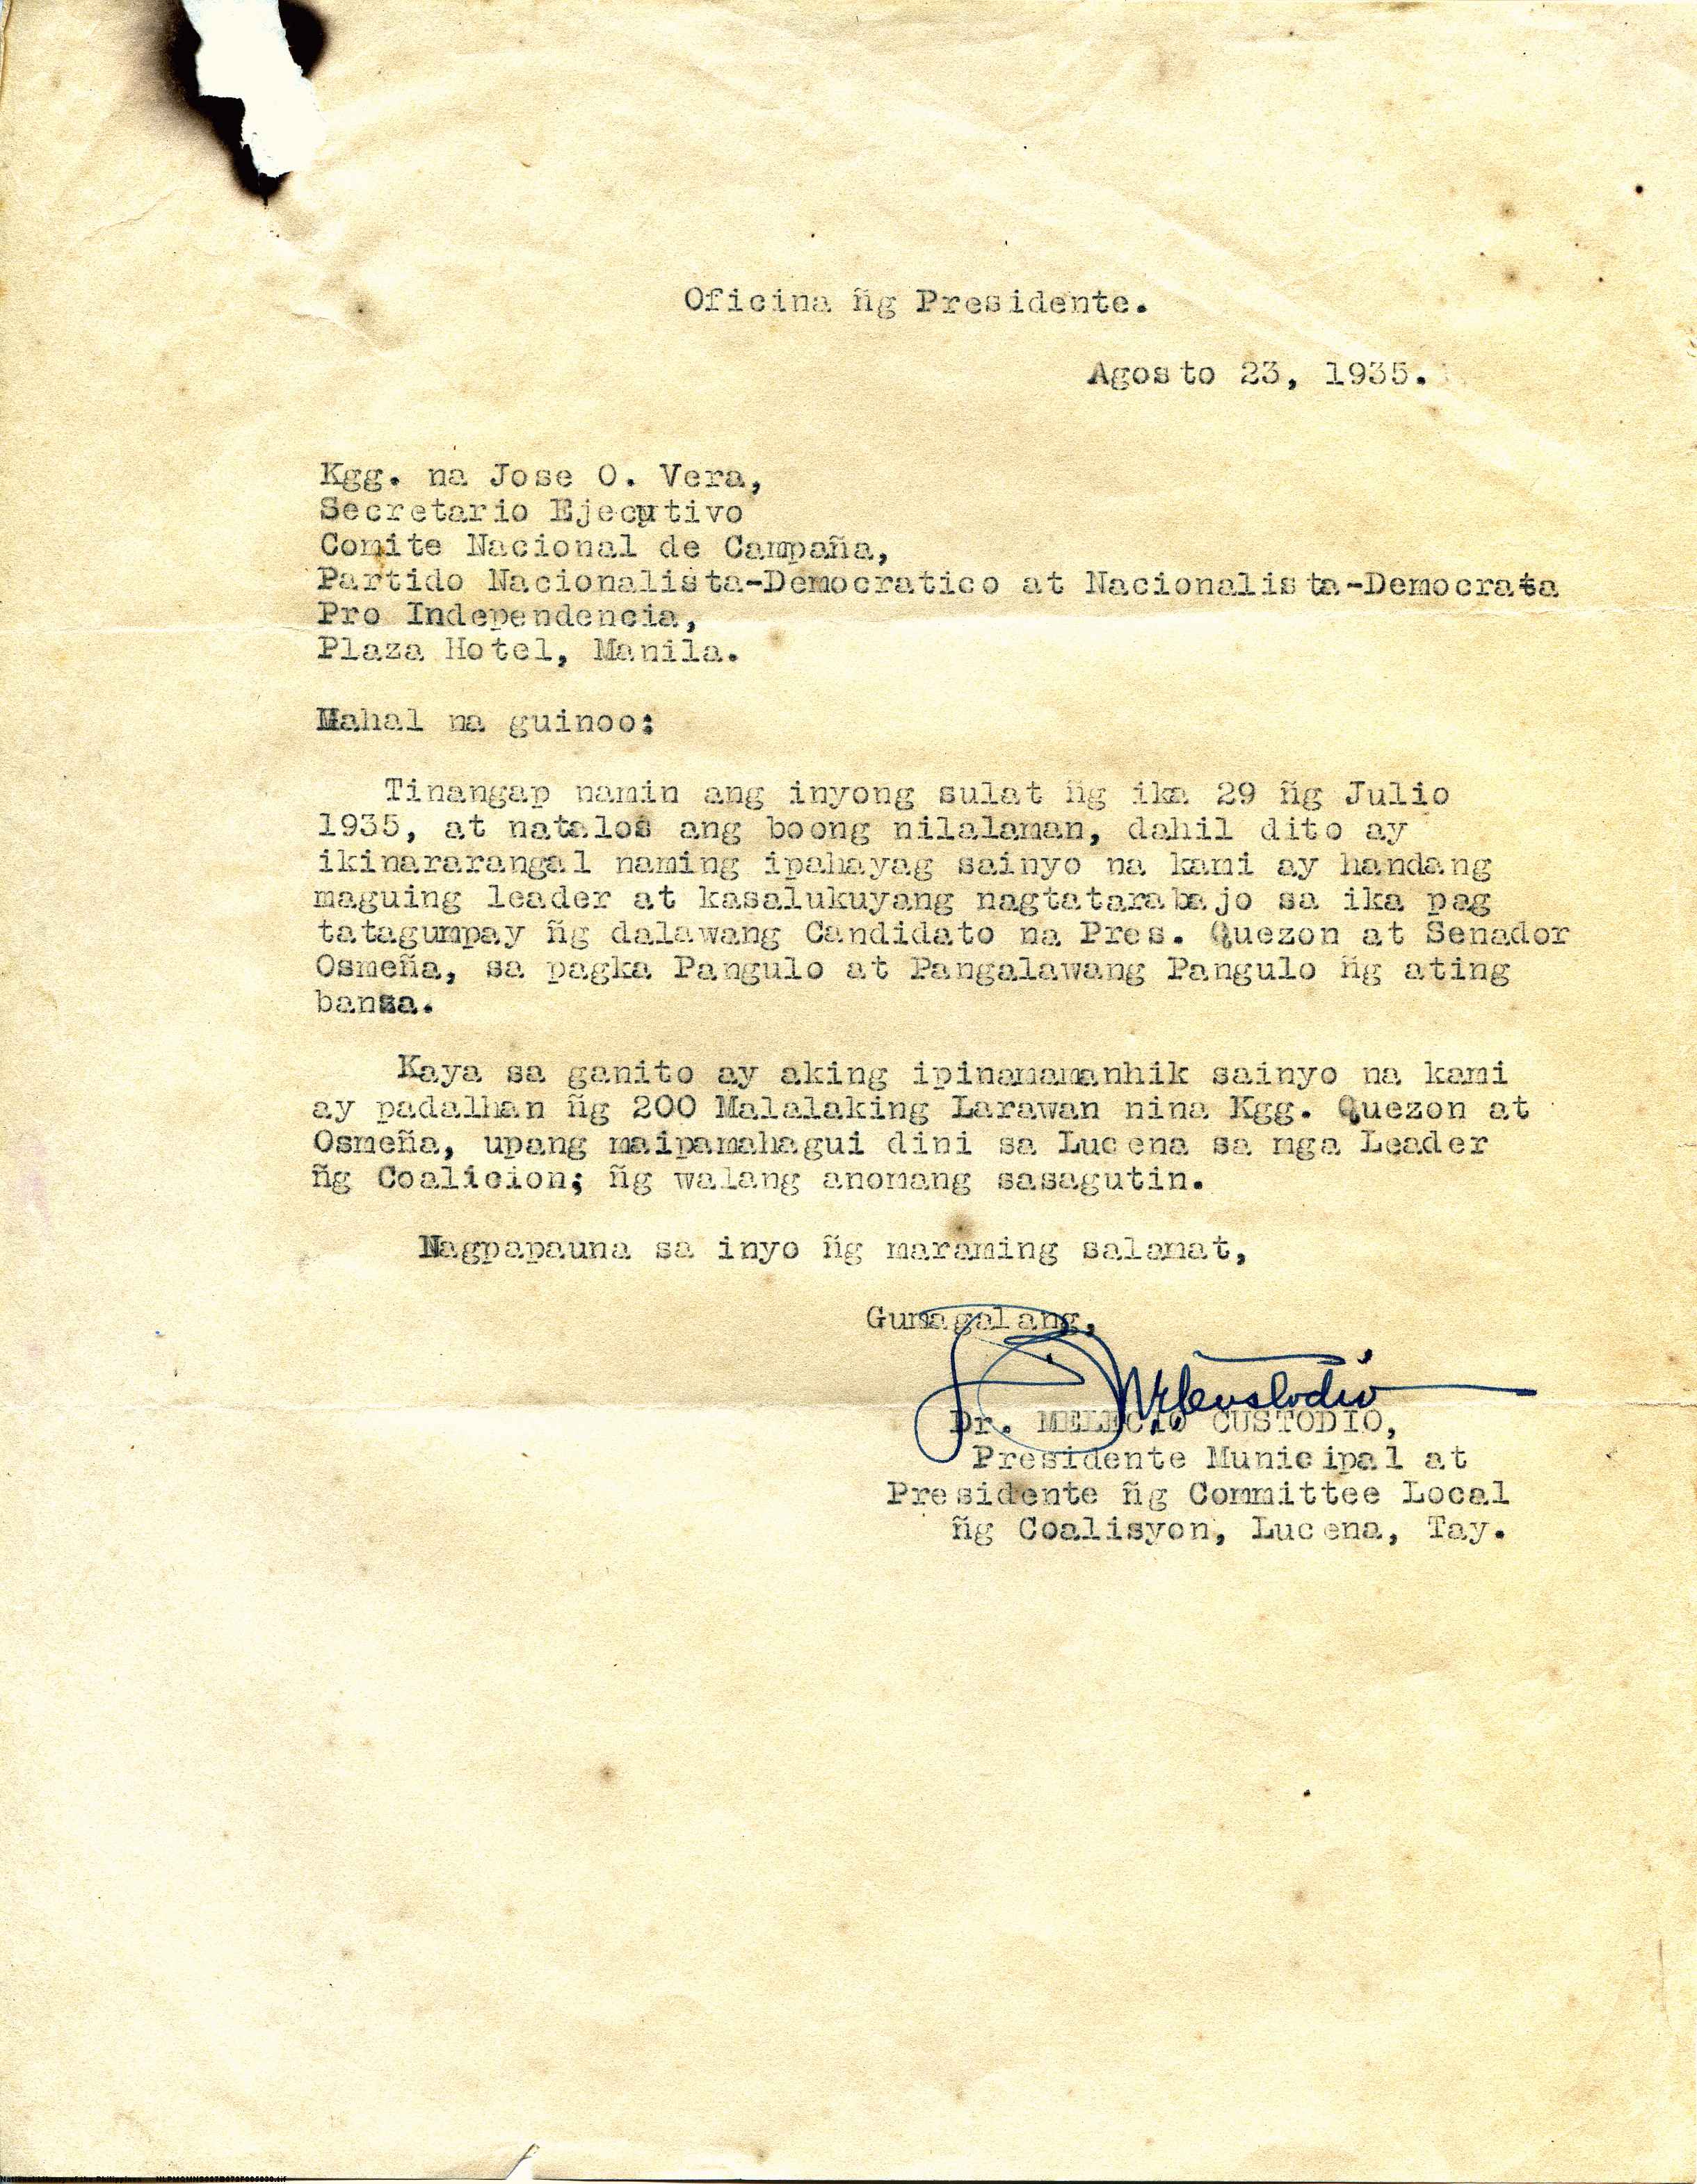 Oficina ñg Presidente.
Agosto 23, 1935.
Kgg. na Jose O. Vera,
Secretario Ejecutivo
Comite Nacional de Campaña,
Partido Nacionalista-Democratico at Nacionalista-Democrata
Pro Independencia,
Plaza Hotel, Manila.
Mahal na guinoo:
Tinangap namin ang inyong sulat ñg ika 29 ñg Julio
1935, at natalos ang boong nilalaman, dahil dito ay
ikinararangal naming ipahayag sainyo na kami ay handang
maguing leader at kasalukuyang nagtatarabajo sa ika pag
tatagumpay ñg dalawang Candidato na Pres. Quezon at Senador
Osmeña, sa pagka Pangulo at Pangalawang Pangulo ñg ating
bansa.
Kaya sa ganito ay aking ipinamamanhik sainyo na kami
ay padalhan ñg 200 Malalaking Larawan nina Kgg. Quezon at
Osmeña, upang maipamahagui dini sa Lucena sa mga Leader
ñg Coalicion; ñg walang anomang sasagutin.
Nagpapauna sa inyo ñg maraming salamat,
Gumagalang,
Dr. MELECIO CUSTODIO,
Presidente Municipal at
Presidente ñg Committee Local
ñg Coalisyon, Lucena, Tay.